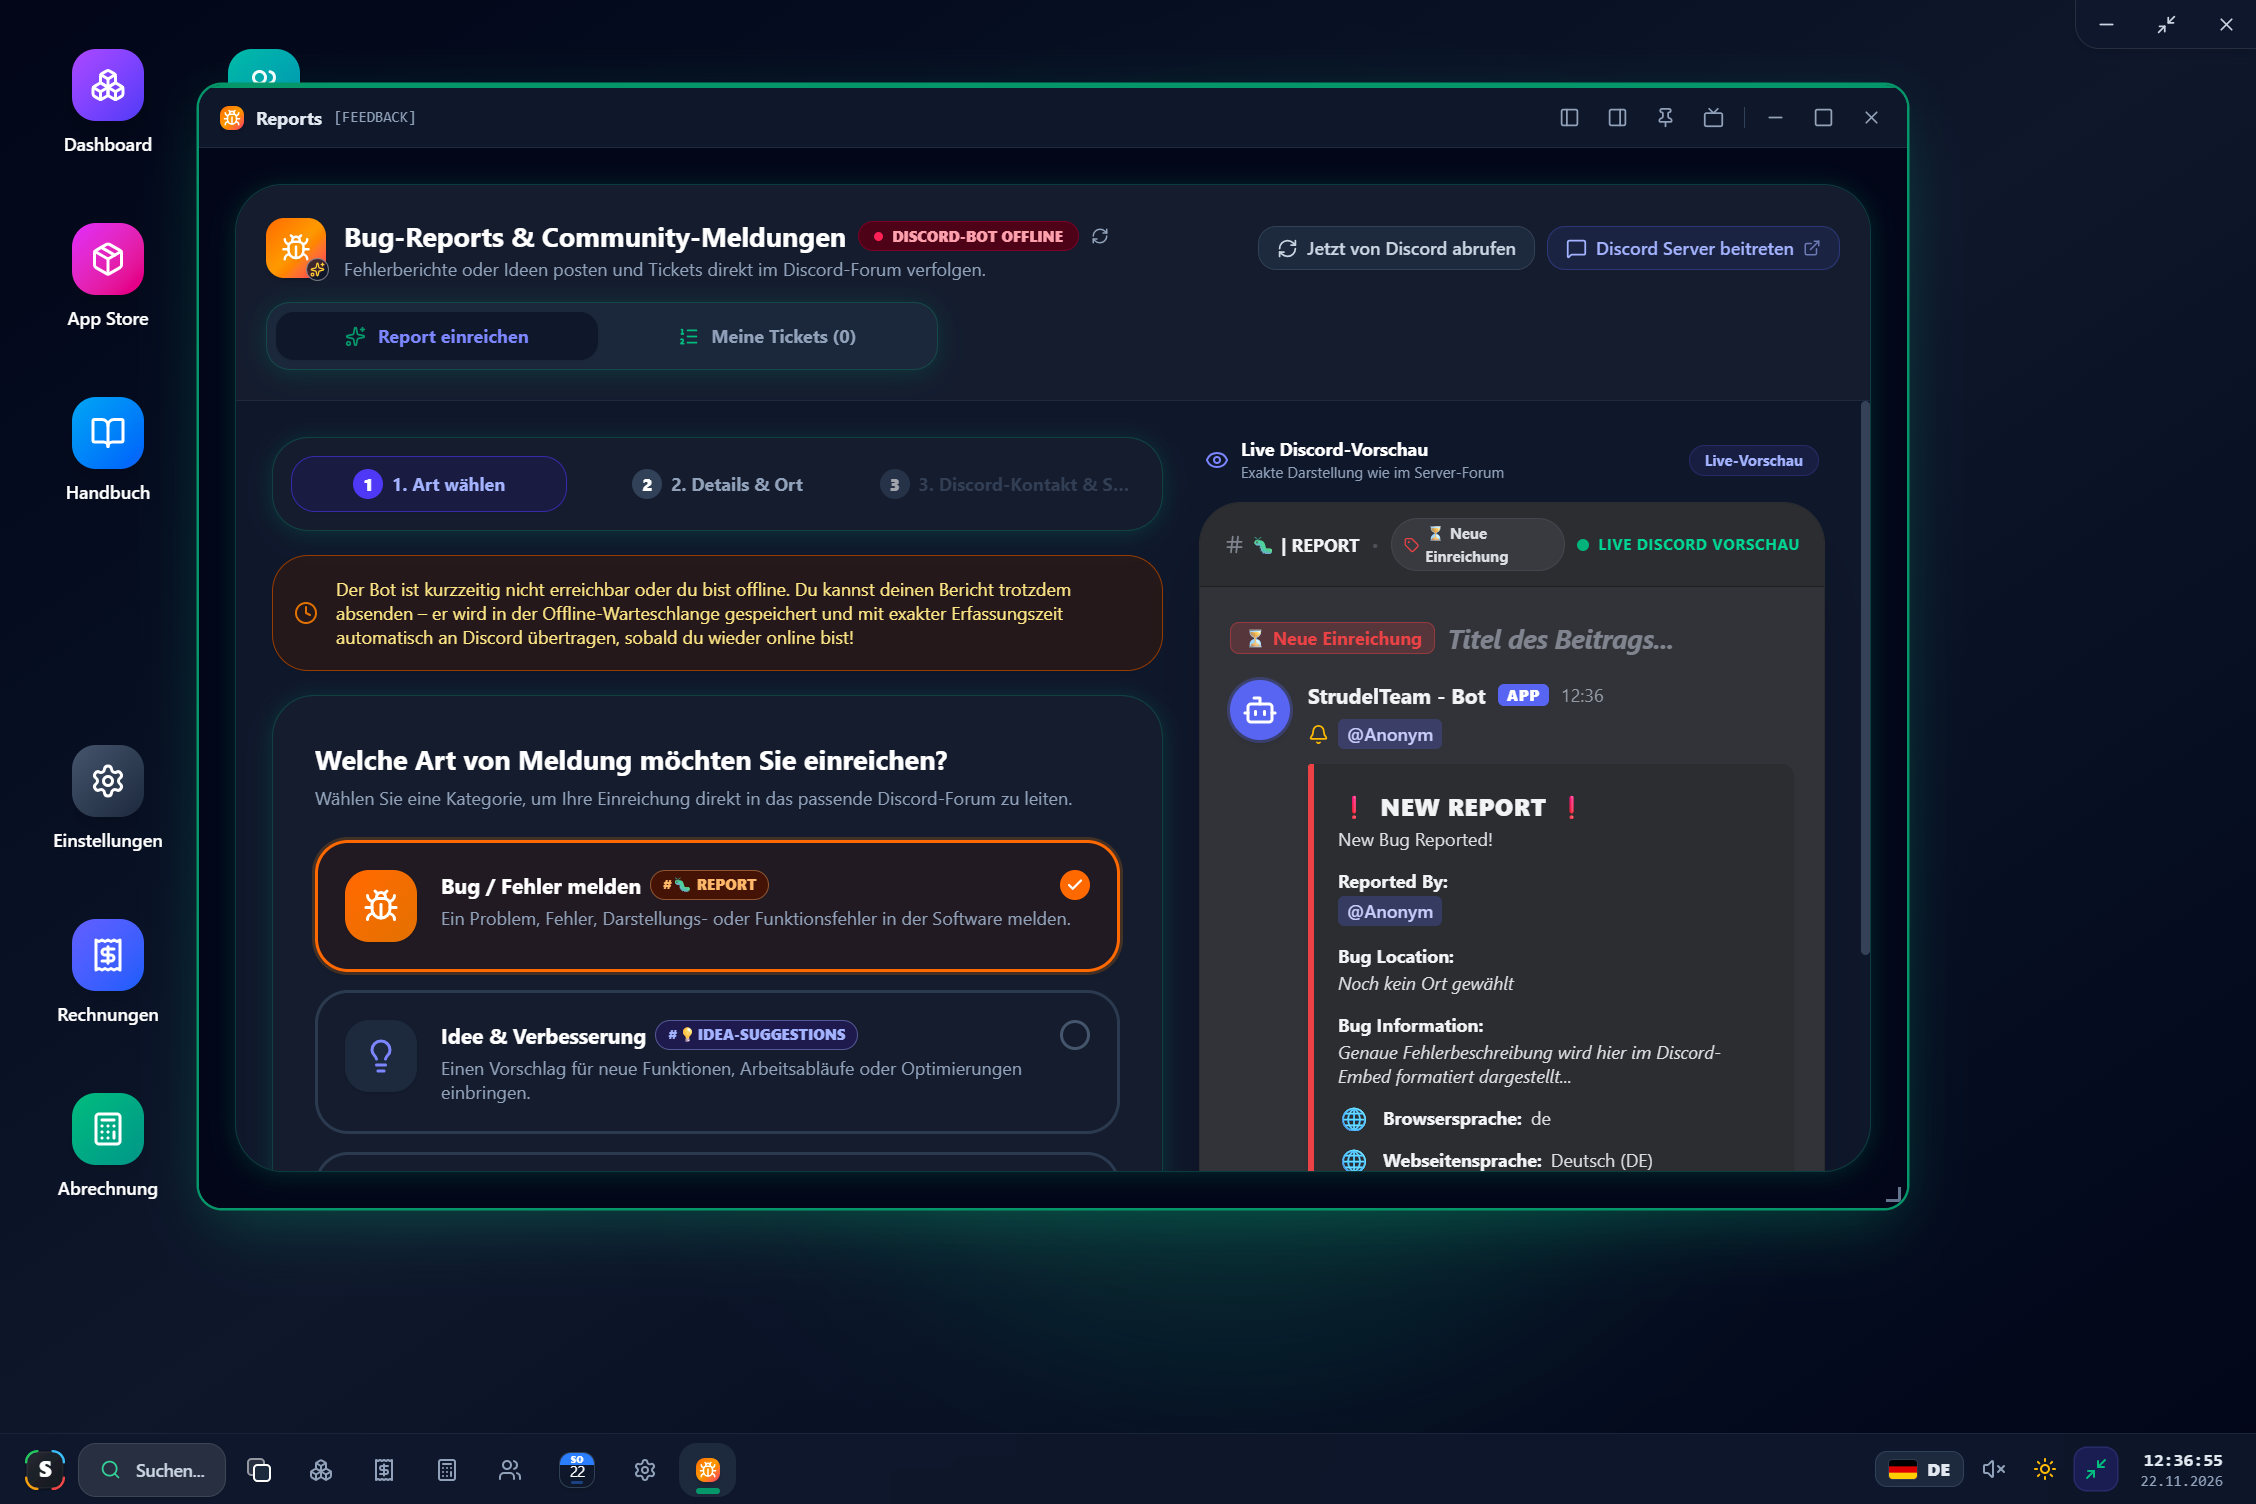 Dashboard
App Store
Handbuch
Einstellungen
Rechnungen
Abrechnung
Reports [FEEDBACK]
Bug-Reports & Community-Meldungen
DISCORD-BOT OFFLINE
Fehlerberichte oder Ideen posten und Tickets direkt im Discord-Forum verfolgen.
Jetzt von Discord abrufen
Discord Server beitreten
Report einreichen
Meine Tickets (0)
1 1. Art wählen
2 2. Details & Ort
3 3. Discord-Kontakt & S...
Der Bot ist kurzzeitig nicht erreichbar oder du bist offline. Du kannst deinen Bericht trotzdem
absenden – er wird in der Offline-Warteschlange gespeichert und mit exakter Erfassungszeit
automatisch an Discord übertragen, sobald du wieder online bist!
Welche Art von Meldung möchten Sie einreichen?
Wählen Sie eine Kategorie, um Ihre Einreichung direkt in das passende Discord-Forum zu leiten.
Bug / Fehler melden
#🐛 REPORT
Ein Problem, Fehler, Darstellungs- oder Funktionsfehler in der Software melden.
Idee & Verbesserung
#💡IDEA-SUGGESTIONS
Einen Vorschlag für neue Funktionen, Arbeitsabläufe oder Optimierungen
einbringen.
Live Discord-Vorschau
Exakte Darstellung wie im Server-Forum
Live-Vorschau
# 🐛 | REPORT •
⏳ Neue
Einreichung
LIVE DISCORD VORSCHAU
⏳ Neue Einreichung
Titel des Beitrags...
StrudelTeam - Bot APP 12:36
@Anonym
❗ NEW REPORT ❗
New Bug Reported!
Reported By:
@Anonym
Bug Location:
Noch kein Ort gewählt
Bug Information:
Genaue Fehlerbeschreibung wird hier im Discord-
Embed formatiert dargestellt...
🌐 Browsersprache: de
🌐 Webseitensprache: Deutsch (DE)
S
Suchen...
SO
22
DE
12:36:55
22.11.2026